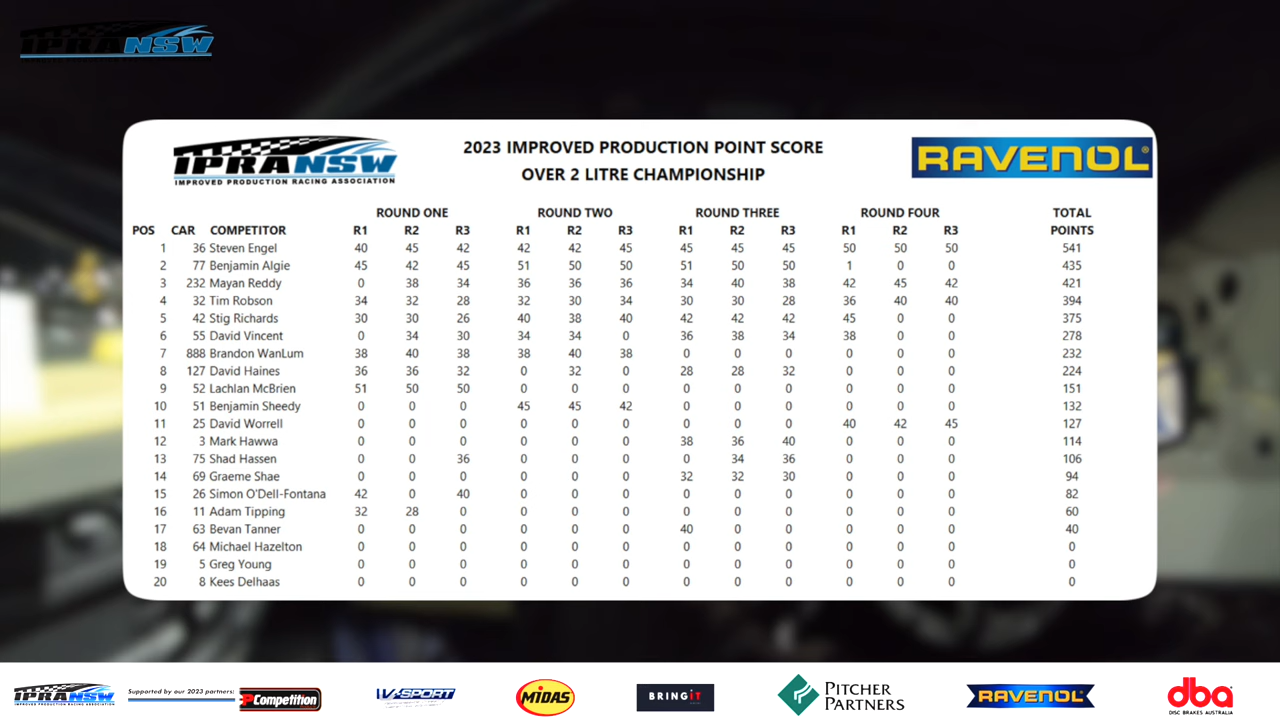 IPRANSW
IPRANSW
IMPROVED PRODUCTION RACING ASSOCIATION
2023 IMPROVED PRODUCTION POINT SCORE
OVER 2 LITRE CHAMPIONSHIP
RAVENOL®
ROUND ONE ROUND TWO ROUND THREE ROUND FOUR TOTAL
POS CAR COMPETITOR R1 R2 R3 R1 R2 R3 R1 R2 R3 R1 R2 R3 POINTS
1 36 Steven Engel 40 45 42 42 42 45 45 45 45 50 50 50 541
2 77 Benjamin Algie 45 42 45 51 50 50 51 50 50 1 0 0 435
3 232 Mayan Reddy 0 38 34 36 36 36 34 40 38 42 45 42 421
4 32 Tim Robson 34 32 28 32 30 34 30 30 28 36 40 40 394
5 42 Stig Richards 30 30 26 40 38 40 42 42 42 45 0 0 375
6 55 David Vincent 0 34 30 34 34 0 36 38 34 38 0 0 278
7 888 Brandon WanLum 38 40 38 38 40 38 0 0 0 0 0 0 232
8 127 David Haines 36 36 32 0 32 0 28 28 32 0 0 0 224
9 52 Lachlan McBrien 51 50 50 0 0 0 0 0 0 0 0 0 151
10 51 Benjamin Sheedy 0 0 0 45 45 42 0 0 0 0 0 0 132
11 25 David Worrell 0 0 0 0 0 0 0 0 0 40 42 45 127
12 3 Mark Hawwa 0 0 0 0 0 0 38 36 40 0 0 0 114
13 75 Shad Hassen 0 0 36 0 0 0 0 34 36 0 0 0 106
14 69 Graeme Shae 0 0 0 0 0 0 32 32 30 0 0 0 94
15 26 Simon O'Dell-Fontana 42 0 40 0 0 0 0 0 0 0 0 0 82
16 11 Adam Tipping 32 28 0 0 0 0 0 0 0 0 0 0 60
17 63 Bevan Tanner 0 0 0 0 0 0 40 0 0 0 0 0 40
18 64 Michael Hazelton 0 0 0 0 0 0 0 0 0 0 0 0 0
19 5 Greg Young 0 0 0 0 0 0 0 0 0 0 0 0 0
20 8 Kees Delhaas 0 0 0 0 0 0 0 0 0 0 0 0 0
IPRANSW
IMPROVED PRODUCTION RACING ASSOCIATION
Supported by our 2023 partners:
Competition
SPORT
MIDAS
BRINGIT
PITCHER
PARTNERS
RAVENOL
dba
DISC BRAKES AUSTRALIA